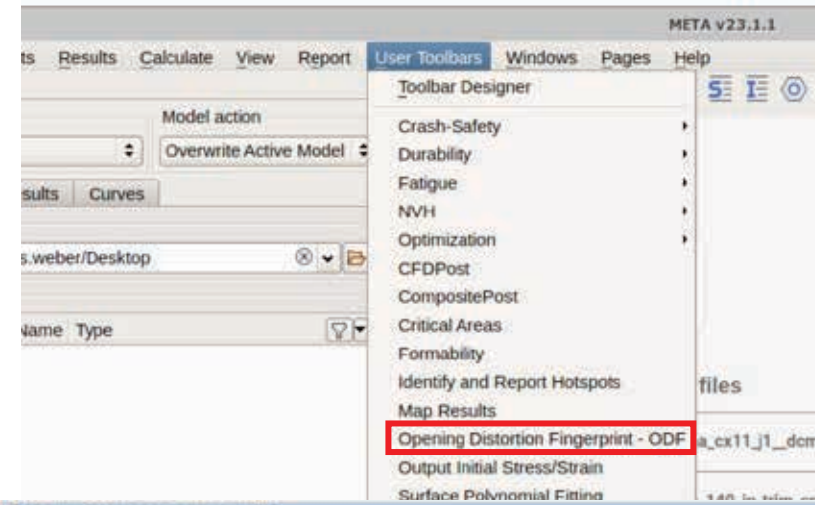 META v23.1.1
ts Results Calculate View Report User Toolbars Windows Pages Help
Toolbar Designer
Model action
Crash-Safety
Overwrite Active Model
Durability
Fatigue
sults Curves
NVH
Optimization
s.weber/Desktop
CFDPost
CompositePost
Name Type
Critical Areas
Formability
Identify and Report Hotspots
files
Map Results
Opening Distortion Fingerprint - ODF
a_cx11_j1__dcm
Output Initial Stress/Strain
Surface Polynomial Fitting